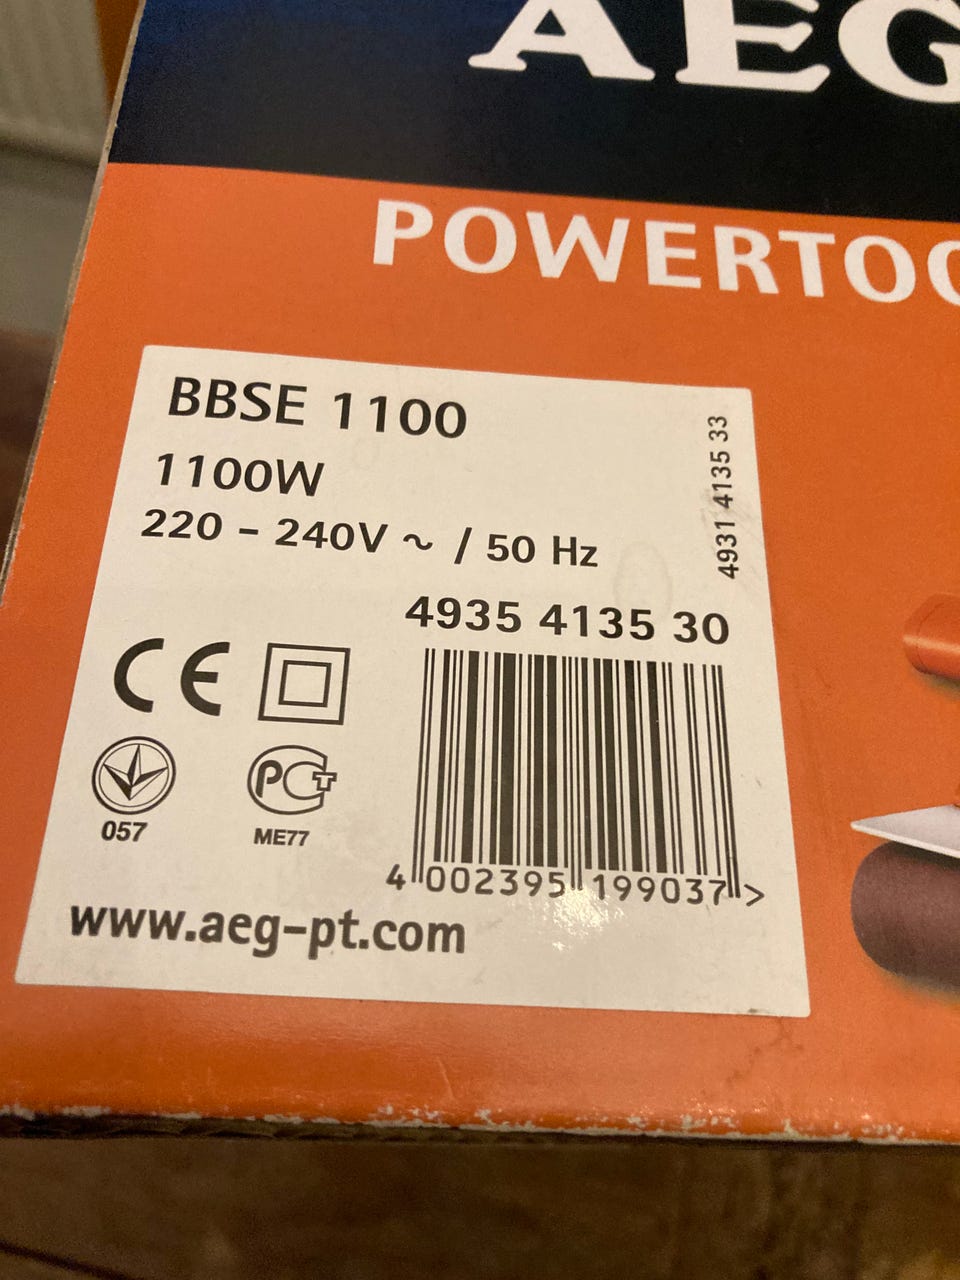 AEG
POWERTOO
BBSE 1100
1100W
220 - 240V ~ / 50 Hz
4931 4135 33
4935 4135 30
CE
057
PCT
ME77
4 002395 199037 >
www.aeg-pt.com